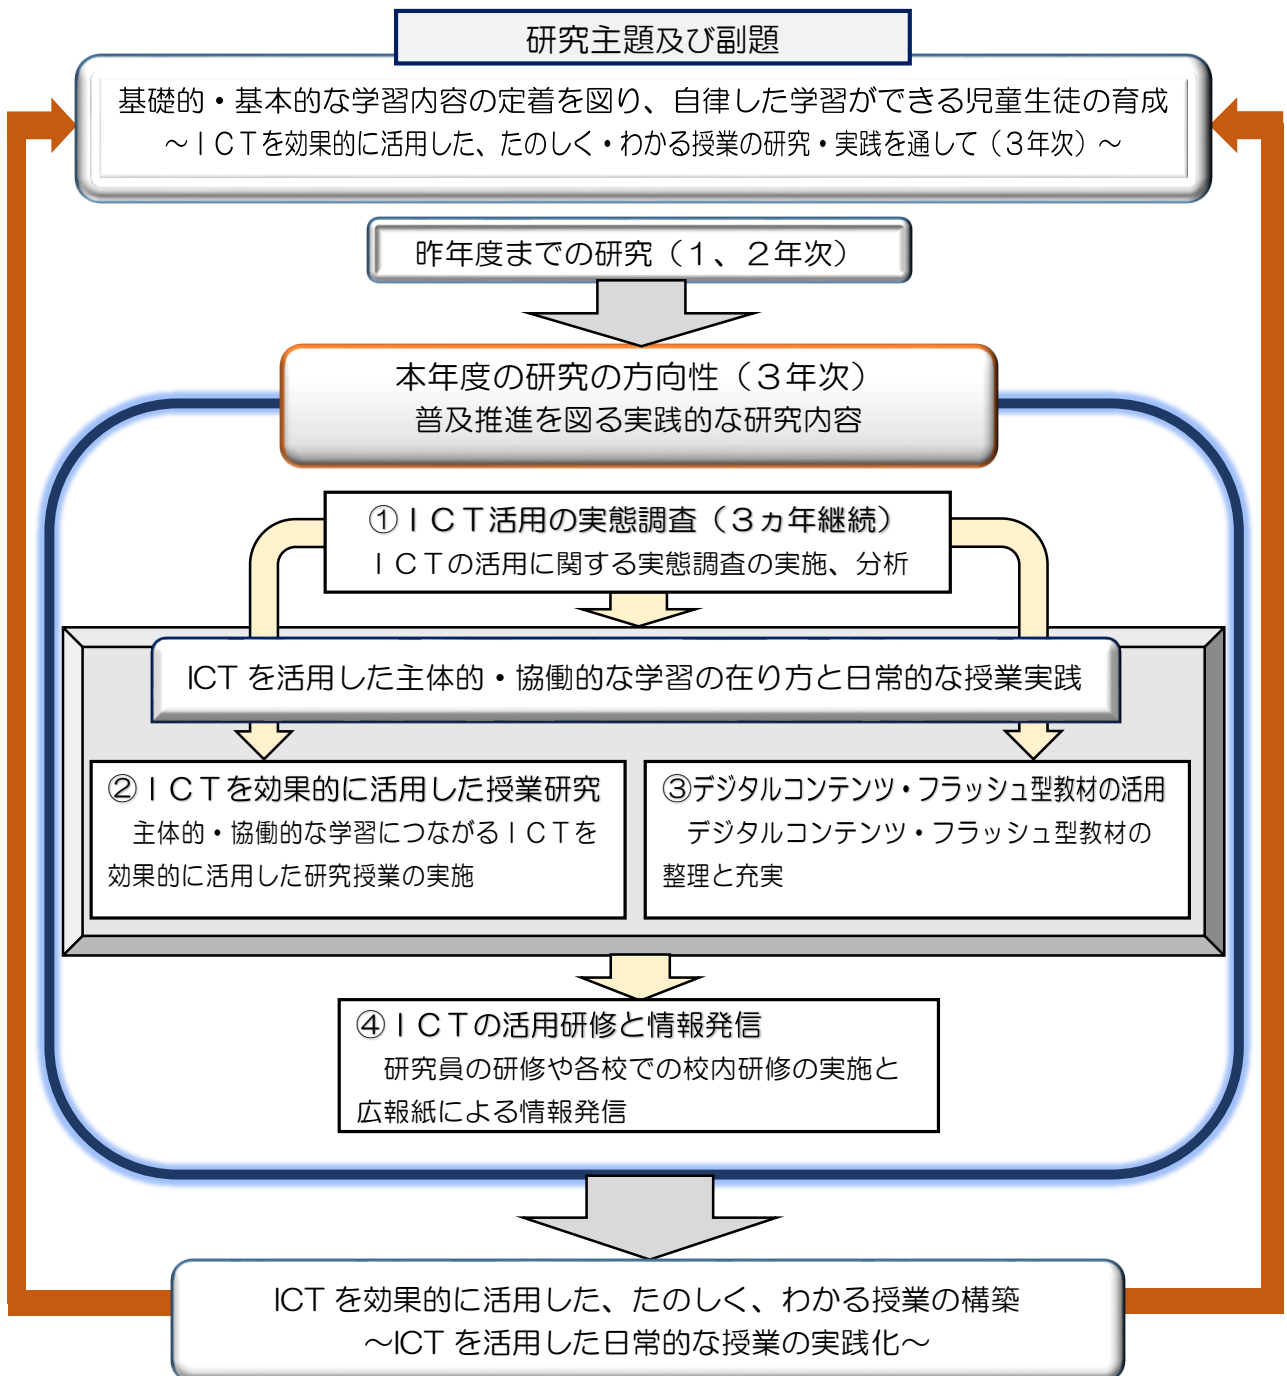 研究主題及び副題
基礎的・基本的な学習内容の定着を図り、自律した学習ができる児童生徒の育成
～ＩＣＴを効果的に活用した、たのしく・わかる授業の研究・実践を通して（３年次）～
昨年度までの研究（１、２年次）
本年度の研究の方向性（３年次）
普及推進を図る実践的な研究内容
①ＩＣＴ活用の実態調査（３ヵ年継続）
ＩＣＴの活用に関する実態調査の実施、分析
ICT を活用した主体的・協働的な学習の在り方と日常的な授業実践
②ＩＣＴを効果的に活用した授業研究
主体的・協働的な学習につながるＩＣＴを
効果的に活用した研究授業の実施
③デジタルコンテンツ・フラッシュ型教材の活用
デジタルコンテンツ・フラッシュ型教材の
整理と充実
④ＩＣＴの活用研修と情報発信
研究員の研修や各校での校内研修の実施と
広報紙による情報発信
ICT を効果的に活用した、たのしく、わかる授業の構築
～ICT を活用した日常的な授業の実践化～